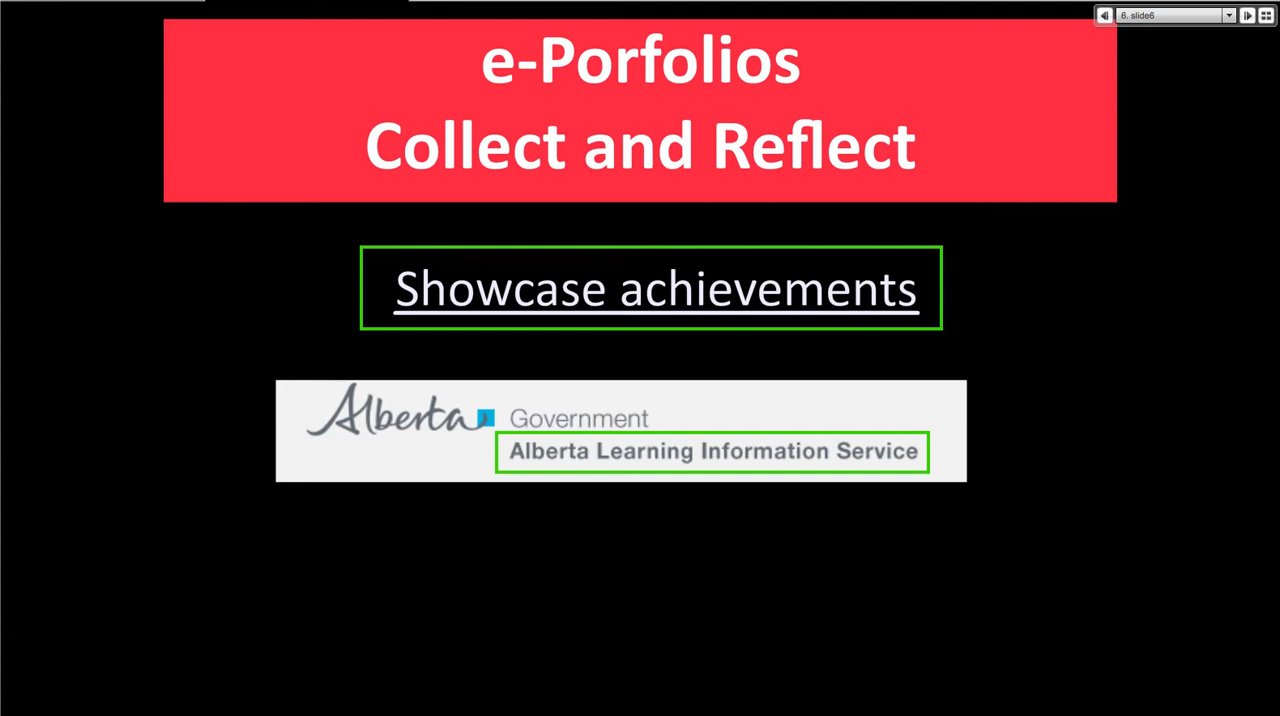 6. slide6
e-Porfolios
Collect and Reflect
Showcase achievements
Alberta Government
Alberta Learning Information Service